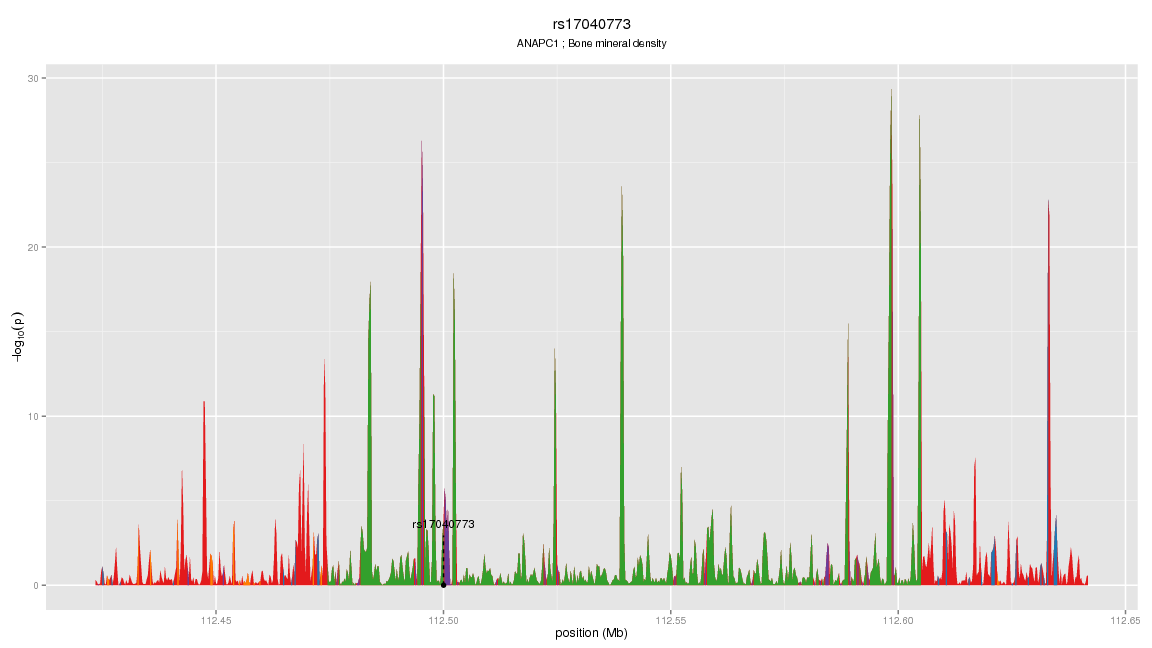 rs17040773
ANAPC1 ; Bone mineral density
30
20
10
0
−log10(p)
rs17040773
112.45 112.50 112.55 112.60 112.65
position (Mb)